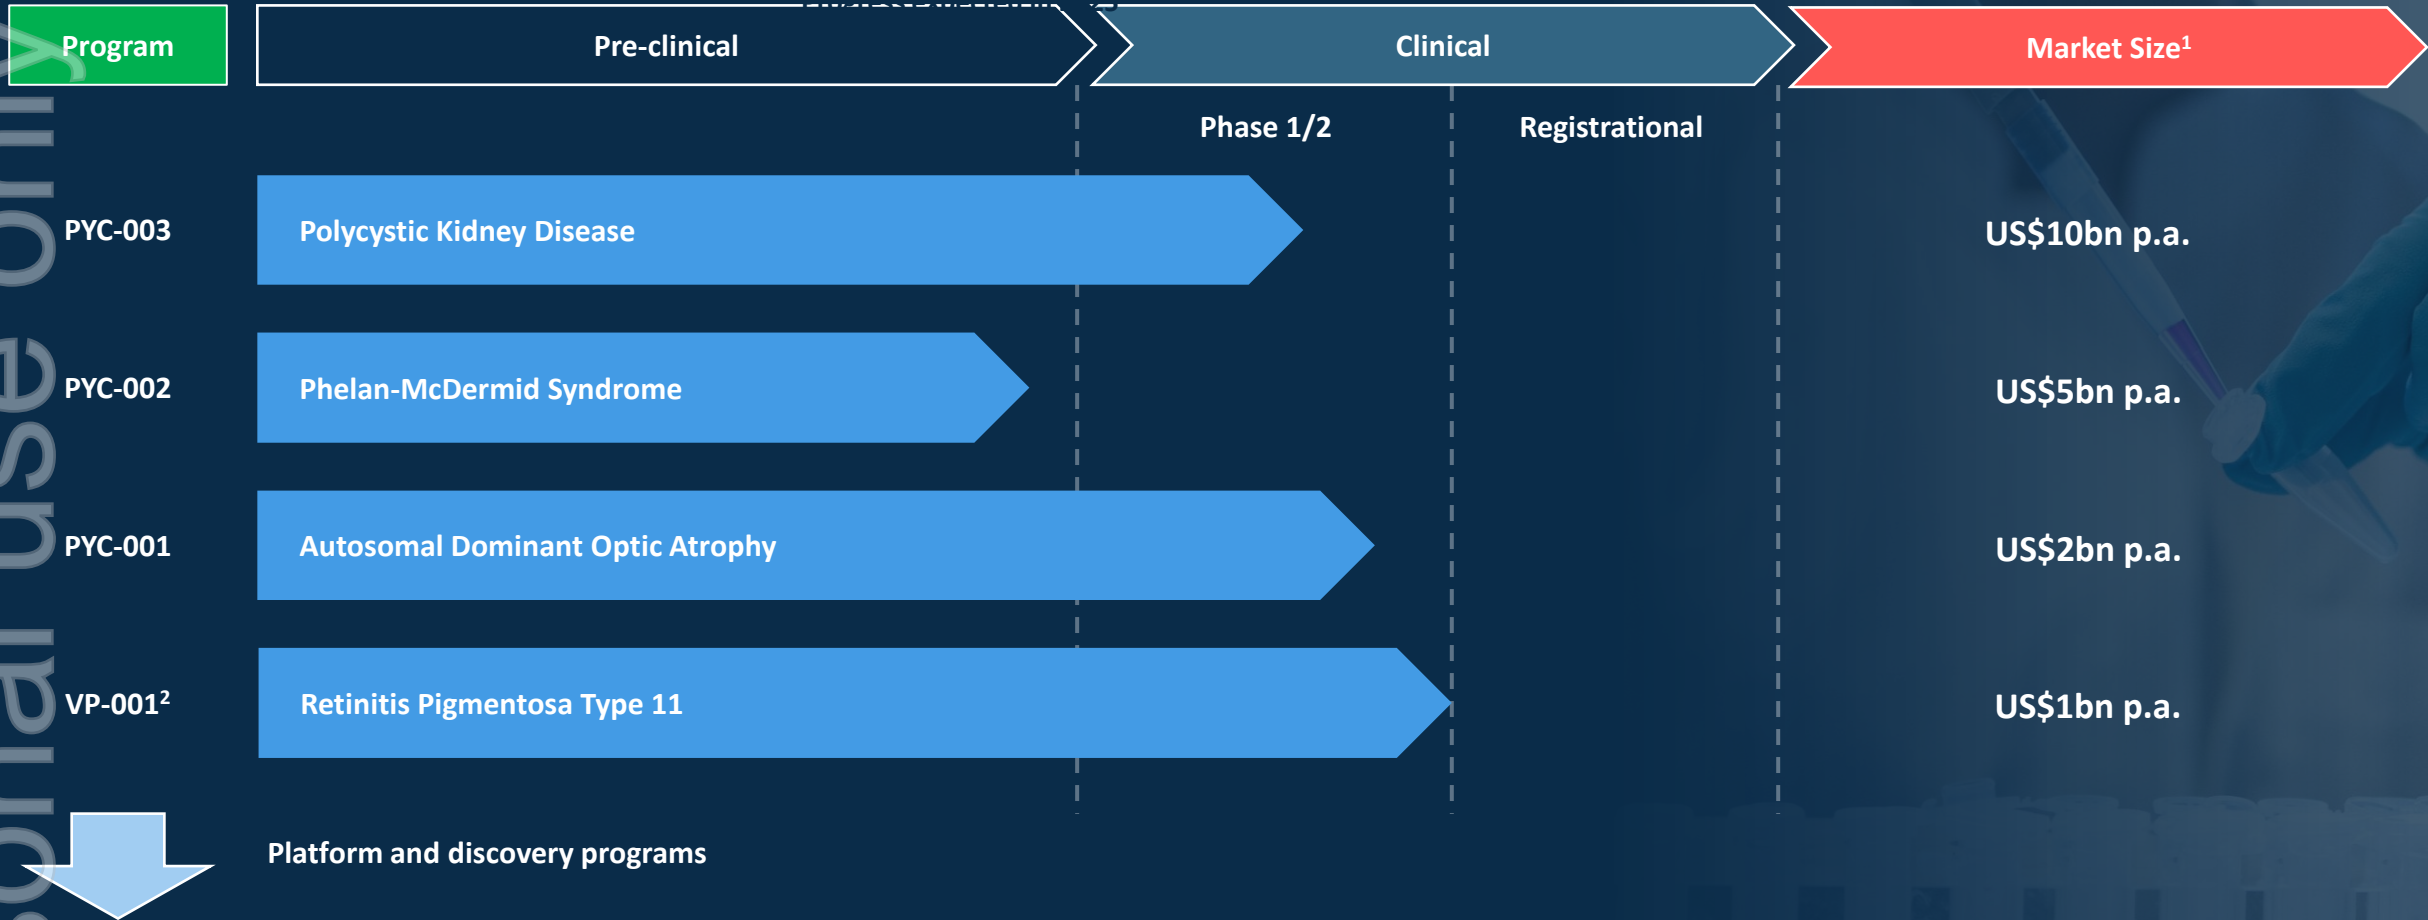 Program
Pre-clinical
Clinical
Market Size¹
Phase 1/2
Registrational
PYC-003
Polycystic Kidney Disease
US$10bn p.a.
PYC-002
Phelan-McDermid Syndrome
US$5bn p.a.
PYC-001
Autosomal Dominant Optic Atrophy
US$2bn p.a.
VP-001²
Retinitis Pigmentosa Type 11
US$1bn p.a.
Platform and discovery programs
use only